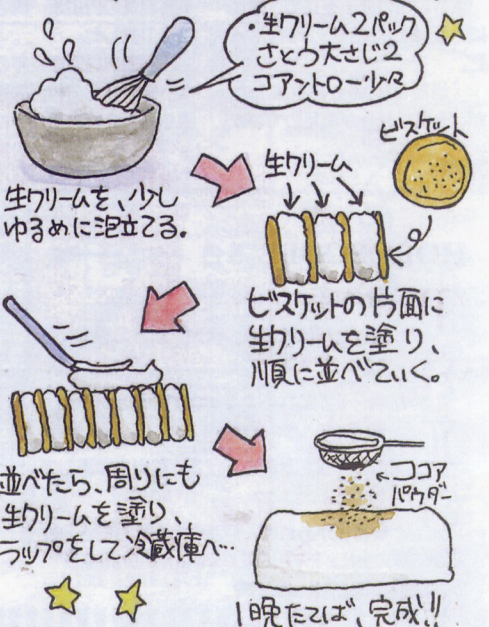 ・生クリーム2パック
さとう大さじ2
コアントロー少々
生クリームを、少し
ゆるめに泡立てる。
ビスケット
生クリーム
ビスケットの片面に
生クリームを塗り、
順に並べていく。
並べたら、周りにも
生クリームを塗り、
ラップをして冷蔵庫へ…
ココア
パウダー
1晩たてば、完成!!